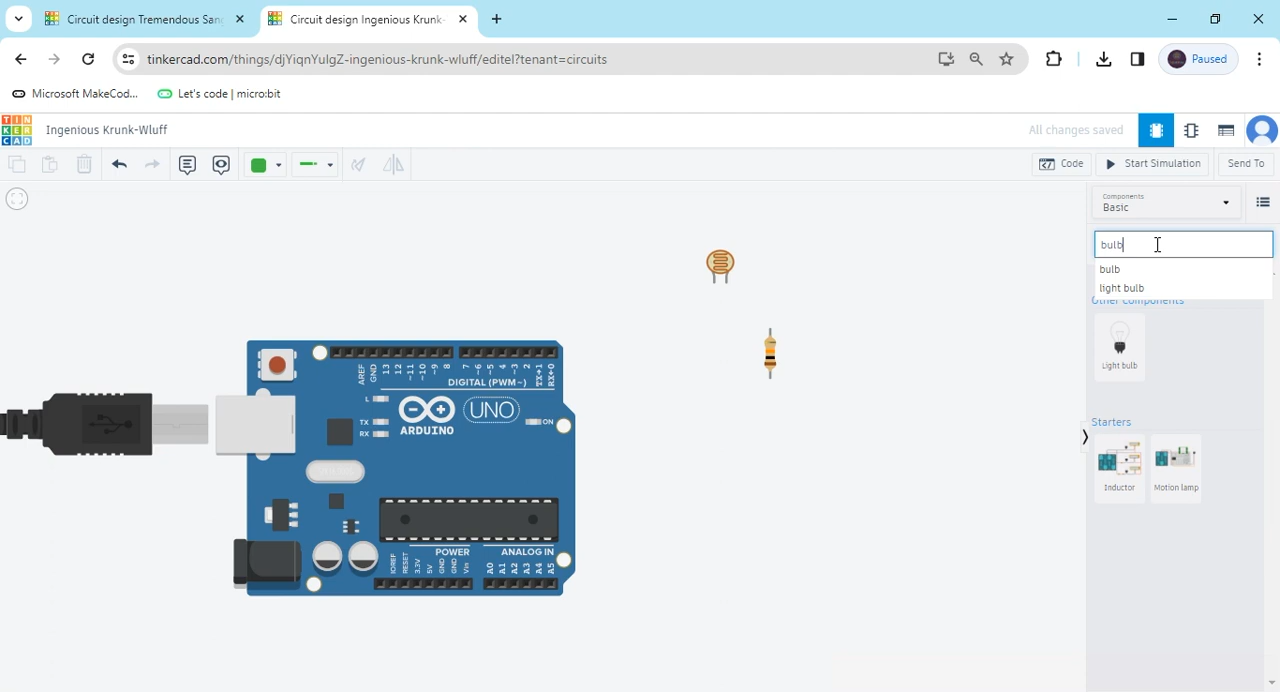 Circuit design Tremendous San
Circuit design Ingenious Krunk-
tinkercad.com/things/djYiqnYuIgZ-ingenious-krunk-wluff/editel?tenant=circuits
Paused
Microsoft MakeCod...
Let's code | micro:bit
TIN
KER
CAD
Ingenious Krunk-Wluff
All changes saved
Code
Start Simulation
Send To
Components
Basic
bulb
bulb
light bulb
Other Components
Light bulb
Starters
Inductor
Motion lamp
AREF
GND
13
12
~11
~10
~9
8
7
~6
~5
4
~3
2
TX→1
RX←0
DIGITAL (PWM~)
L
TX
RX
UNO
ARDUINO
ON
POWER
ANALOG IN
IOREF
RESET
3.3V
5V
GND
GND
Vin
A0
A1
A2
A3
A4
A5